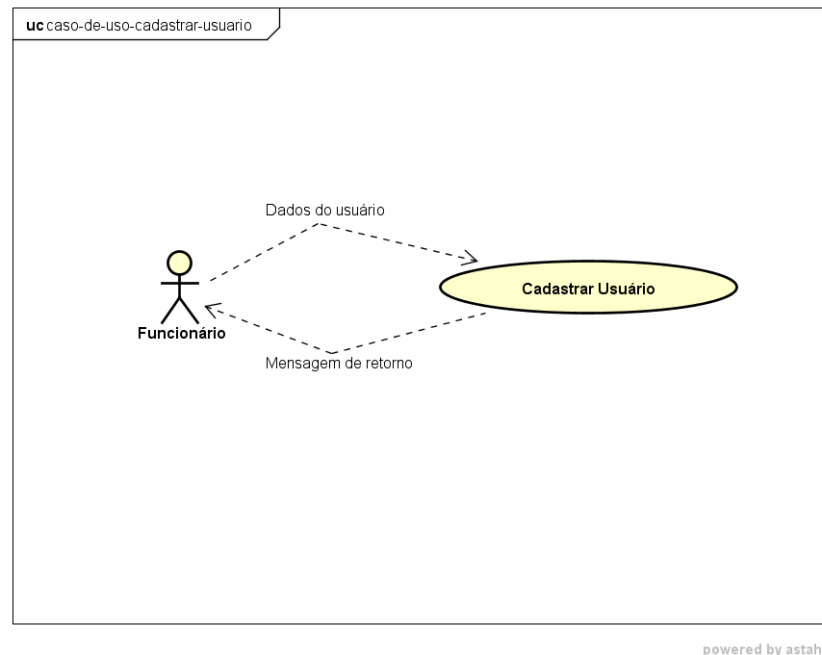 uc caso-de-uso-cadastrar-usuario
Dados do usuário
Cadastrar Usuário
Funcionário
Mensagem de retorno
powered by astah